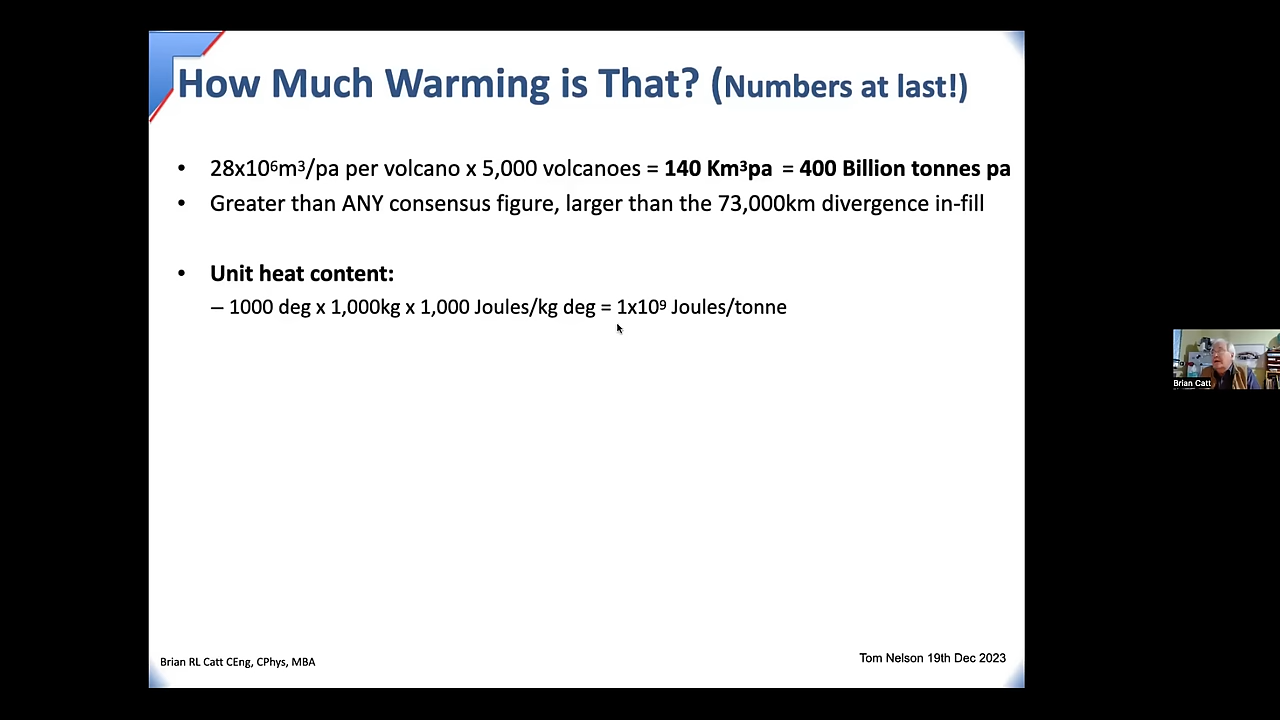 How Much Warming is That? (Numbers at last!)
• 28x10⁶m³/pa per volcano x 5,000 volcanoes = 140 Km³pa = 400 Billion tonnes pa
• Greater than ANY consensus figure, larger than the 73,000km divergence in-fill
• Unit heat content:
– 1000 deg x 1,000kg x 1,000 Joules/kg deg = 1x10⁹ Joules/tonne
Brian Catt
Brian RL Catt CEng, CPhys, MBA
Tom Nelson 19th Dec 2023